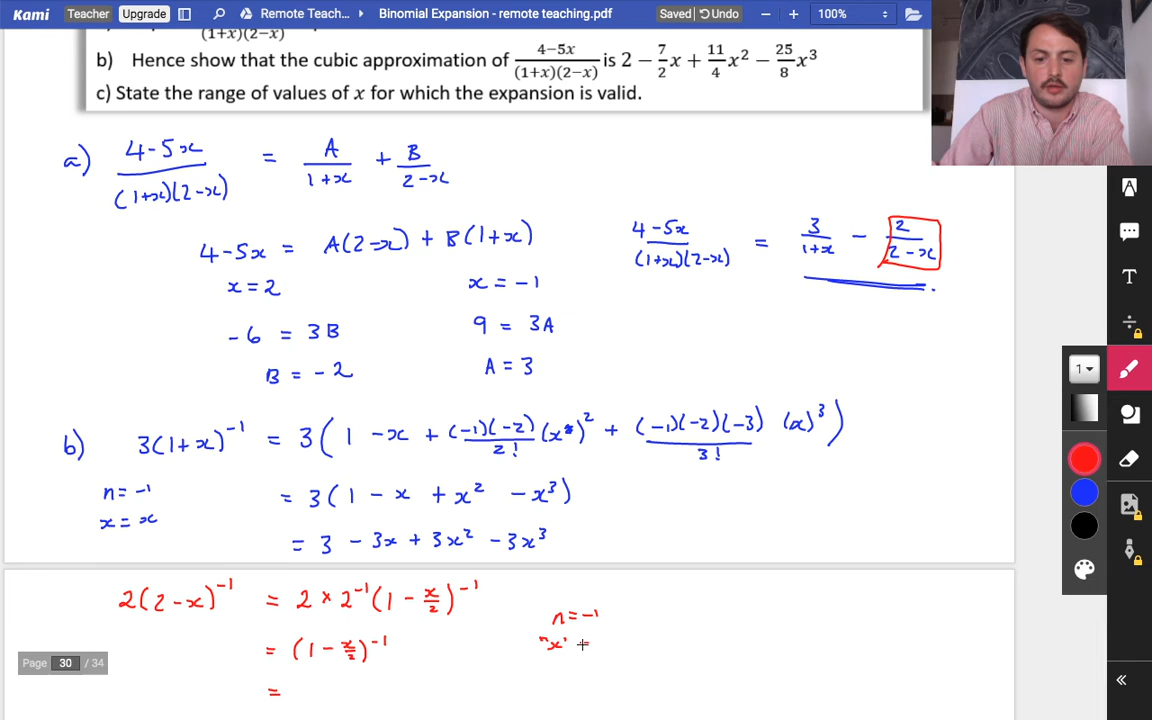 Kami Teacher Upgrade Remote Teach... Binomial Expansion - remote teaching.pdf Saved Undo 100%
(1+x)(2−x)
b) Hence show that the cubic approximation of (4−5x)/((1+x)(2−x)) is 2 − 7/2 x + 11/4 x² − 25/8 x³
c) State the range of values of x for which the expansion is valid.
a) (4-5x)/((1+x)(2-x)) = A/(1+x) + B/(2-x)
4-5x = A(2-x) + B(1+x)
x = 2 x = -1
-6 = 3B 9 = 3A
B = -2 A = 3
(4-5x)/((1+x)(2-x)) = 3/(1+x) - 2/(2-x)
b) 3(1+x)⁻¹ = 3(1 -x + (-1)(-2)/2! (x)² + (-1)(-2)(-3)/3! (x)³)
n = -1 = 3(1 - x + x² - x³)
x = x = 3 - 3x + 3x² - 3x³
2(2-x)⁻¹ = 2 × 2⁻¹(1 - x/2)⁻¹
n = -1
= (1 - x/2)⁻¹ "x" =
=
Page 30 / 34
1
T
A